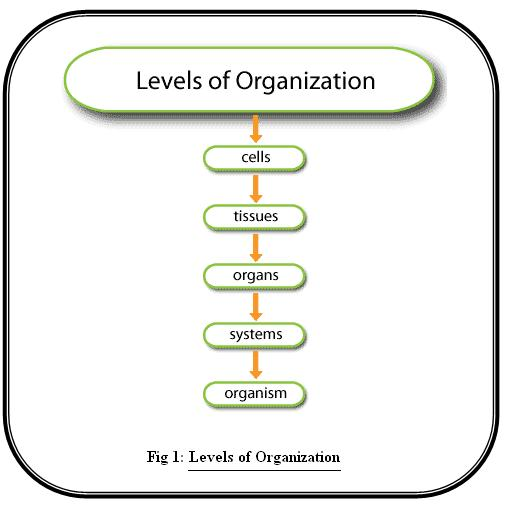 Levels of Organization
cells
tissues
organs
systems
organism
Fig 1: Levels of Organization